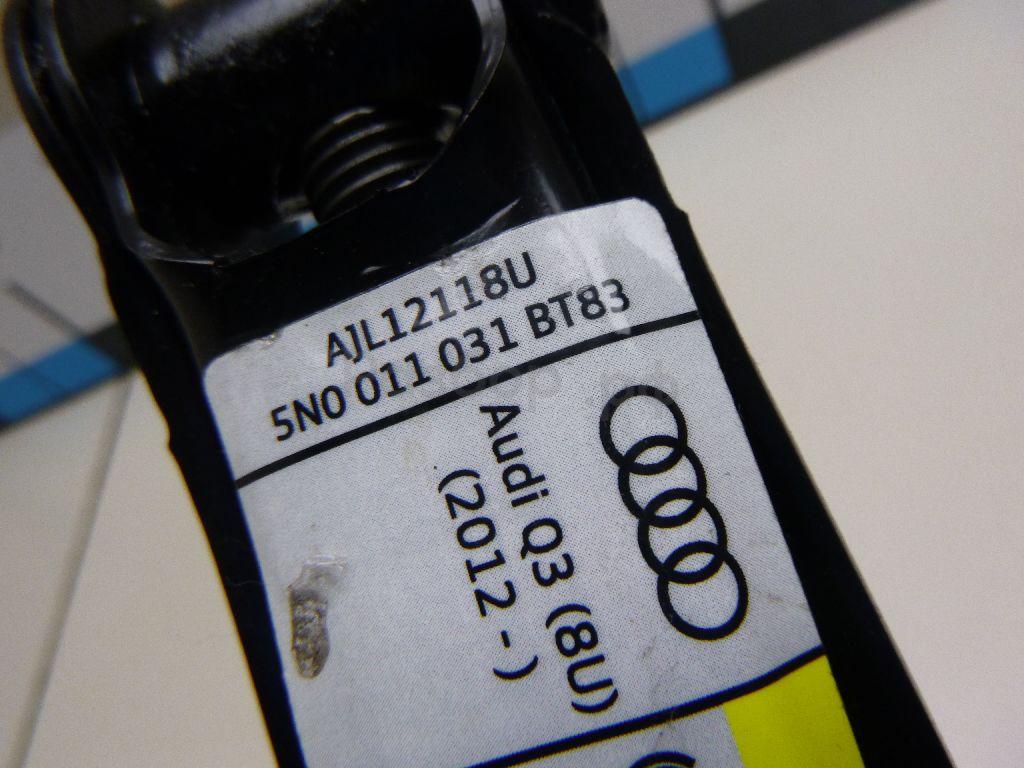 AJL12118U
5N0 011 031 BT83
Audi Q3 (8U)
(2012 - )